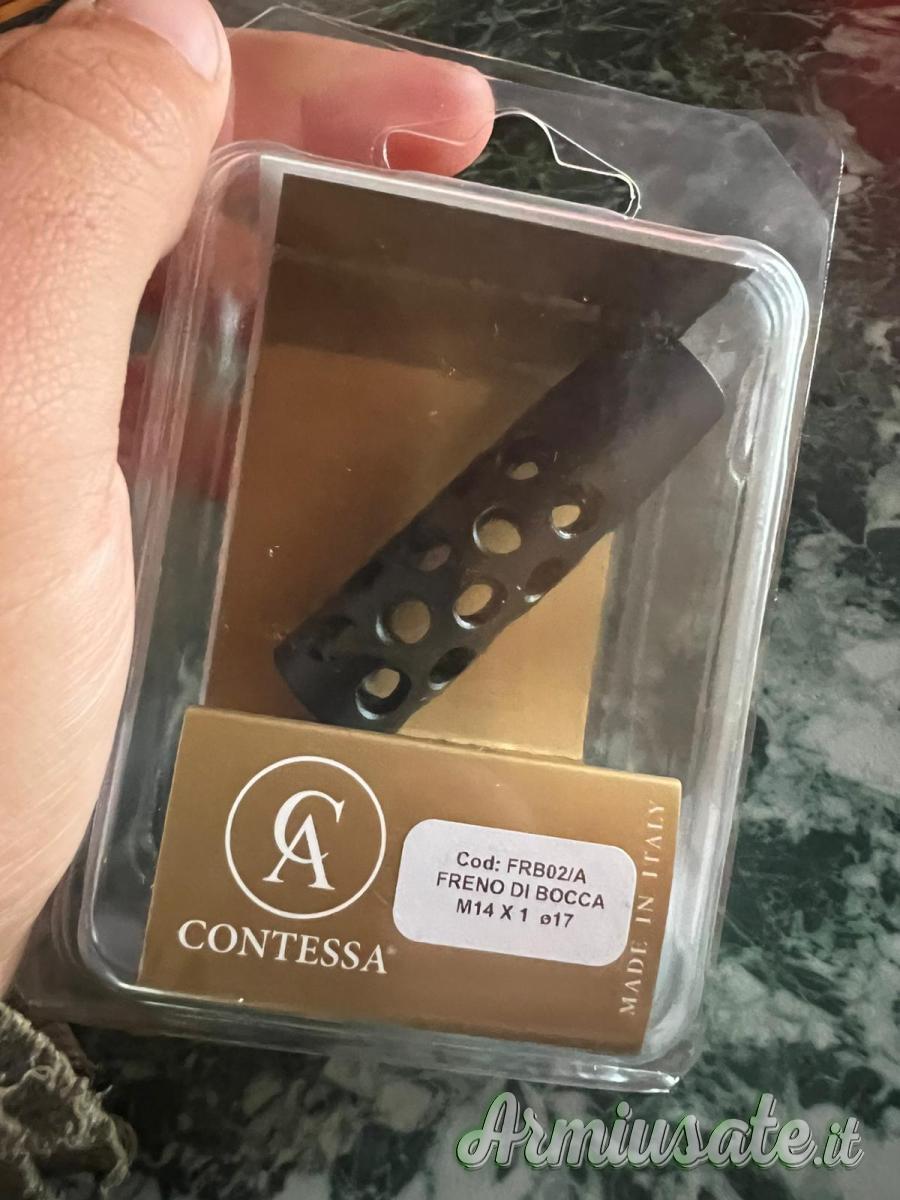 CA
CONTESSA®
Cod: FRB02/A
FRENO DI BOCCA
M14 X 1 ø17
MADE IN ITALY
Armiusate.it